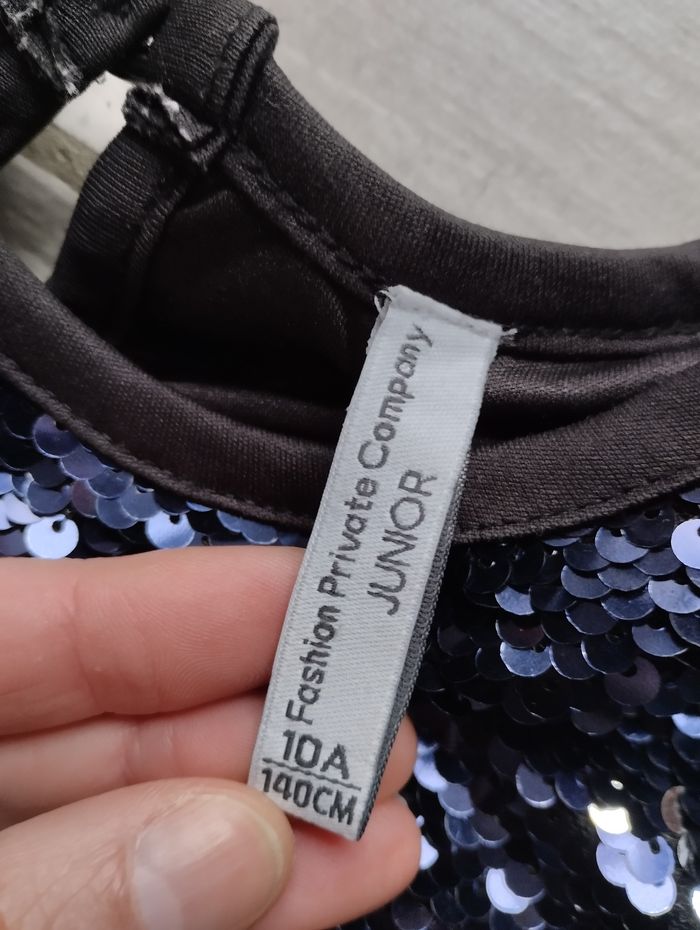 Fashion Private Company
JUNIOR
10A
140CM